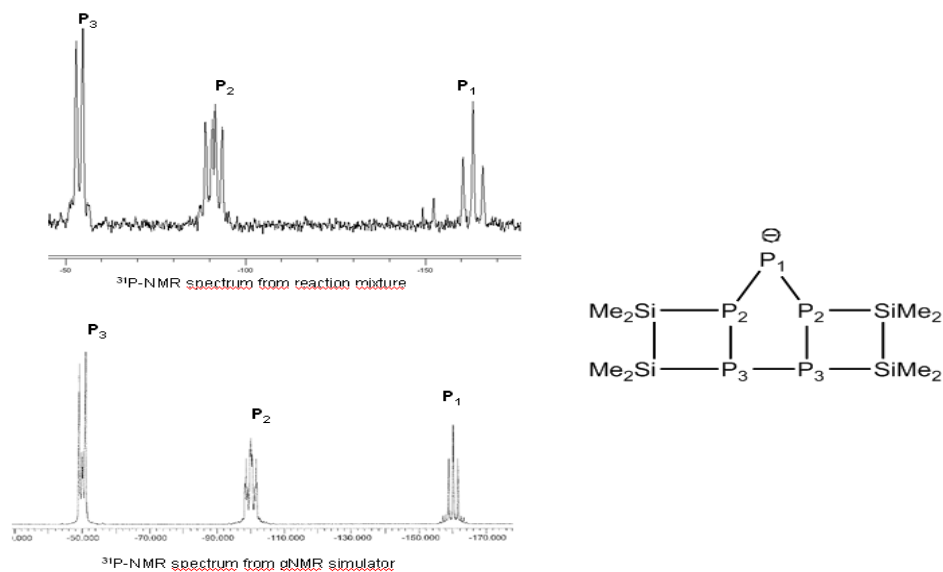 P3
P2
P1
-50
-100
-150
31P-NMR spectrum from reaction mixture
P3
P2
P1
.000 -50.000 -70.000 -90.000 -110.000 -130.000 -150.000 -170.000
31P-NMR spectrum from gNMR simulator
⊖
P1
Me2Si P2 P2 SiMe2
Me2Si P3 P3 SiMe2